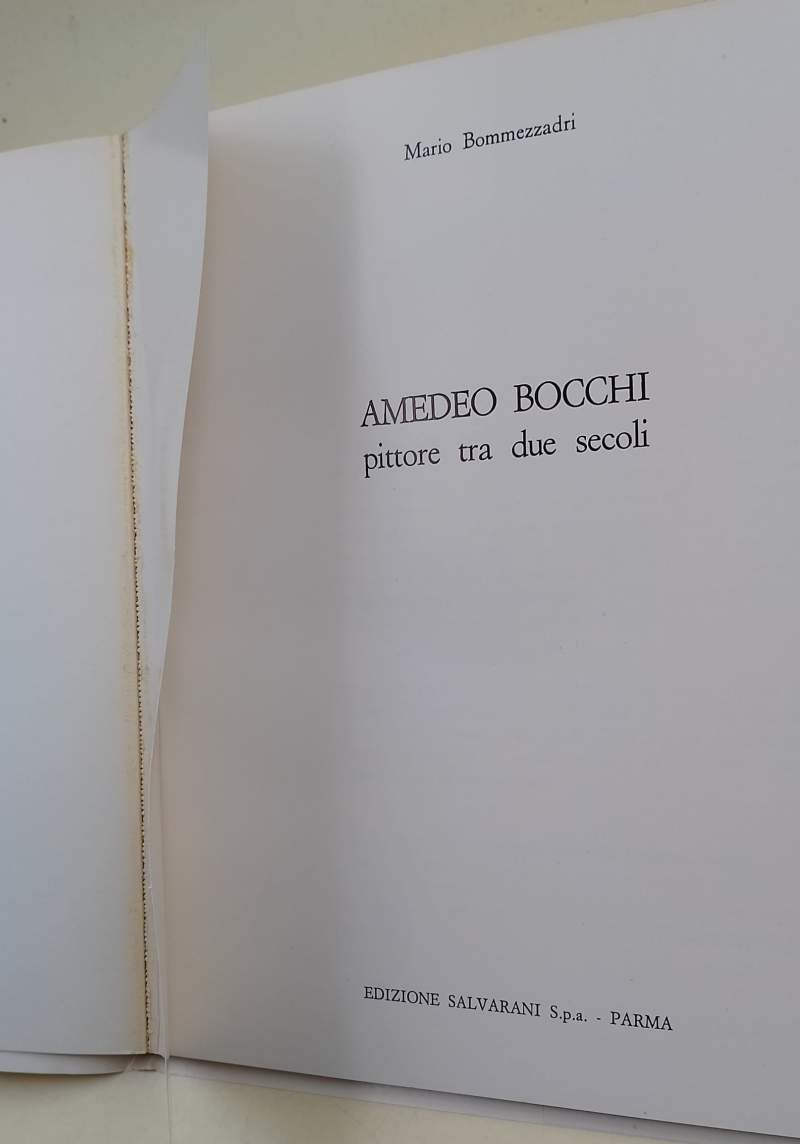 Mario Bommezzadri
AMEDEO BOCCHI
pittore tra due secoli
EDIZIONE SALVARANI S.p.a. - PARMA